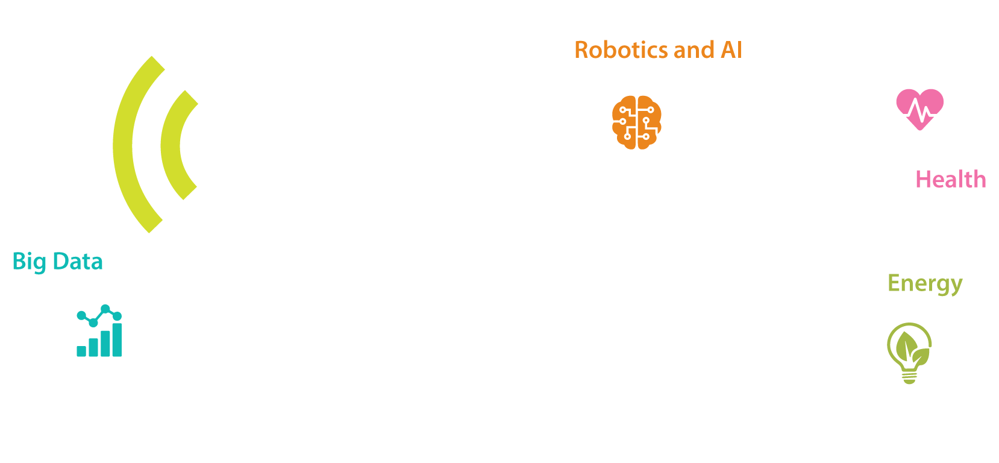 Robotics and AI
Health
Big Data
Energy